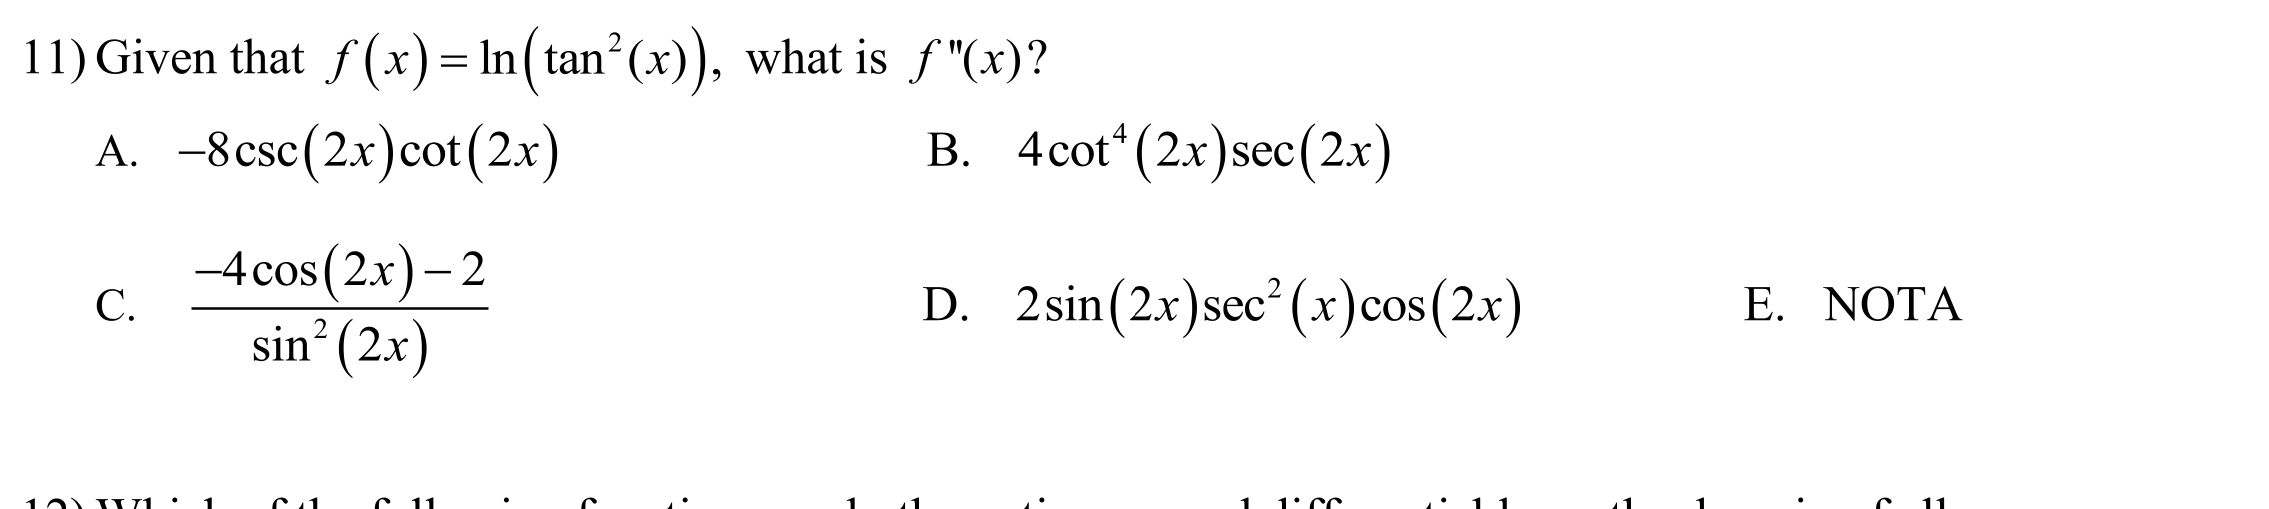 11) Given that f(x) = ln(tan²(x)), what is f "(x)?
A. −8csc(2x)cot(2x) B. 4cot⁴(2x)sec(2x)
C. (−4cos(2x) − 2) / (sin²(2x)) D. 2sin(2x)sec²(x)cos(2x) E. NOTA